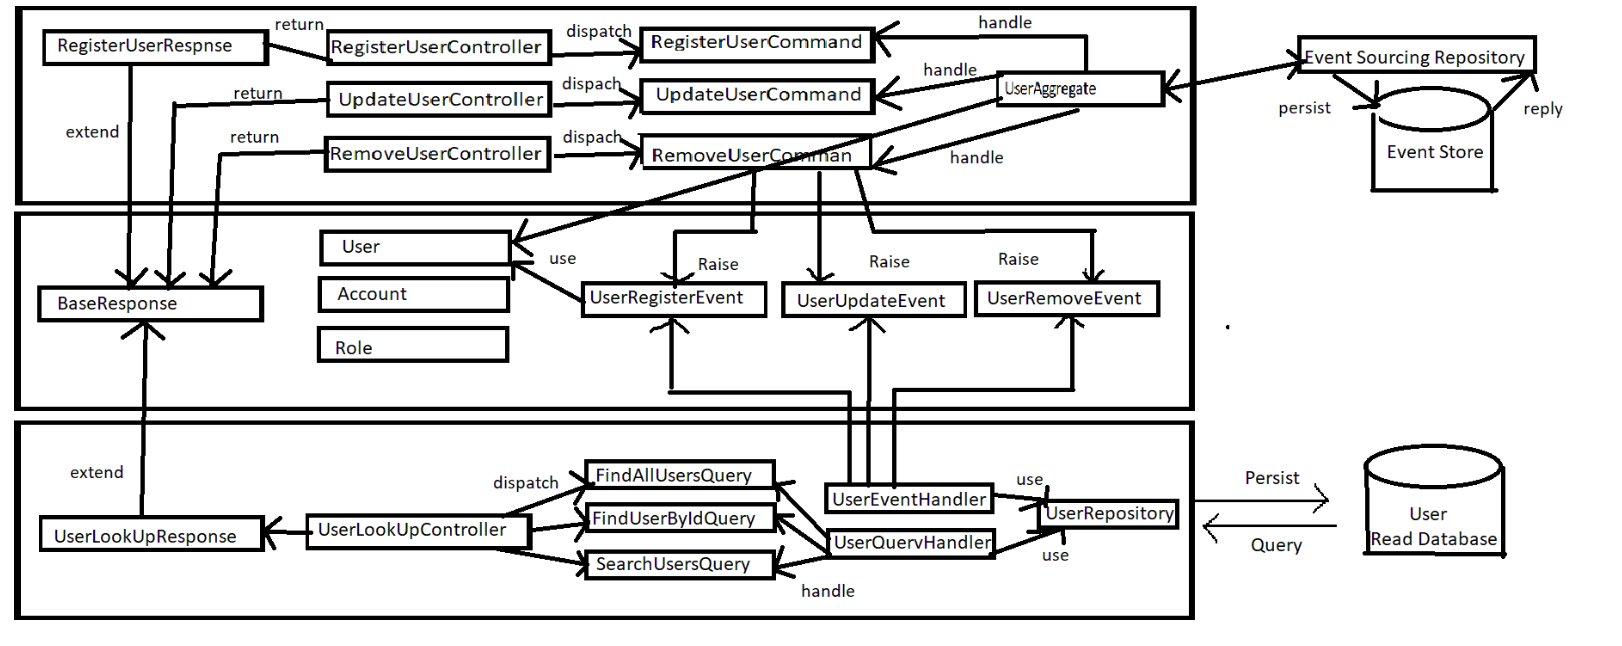 return
dispatch
handle
RegisterUserRespnse
RegisterUserController
RegisterUserCommand
Event Sourcing Repository
return
dispach
handle
UpdateUserController
UpdateUserCommand
UserAggregate
persist
reply
extend
return
dispach
RemoveUserController
RemoveUserComman
handle
Event Store
User
use
Raise
Raise
Raise
BaseResponse
Account
UserRegisterEvent
UserUpdateEvent
UserRemoveEvent
Role
extend
dispatch
FindAllUsersQuery
use
Persist
UserEventHandler
UserLookUpResponse
UserLookUpController
FindUserByIdQuery
UserRepository
User
Read Database
UserQueryHandler
Query
use
SearchUsersQuery
handle